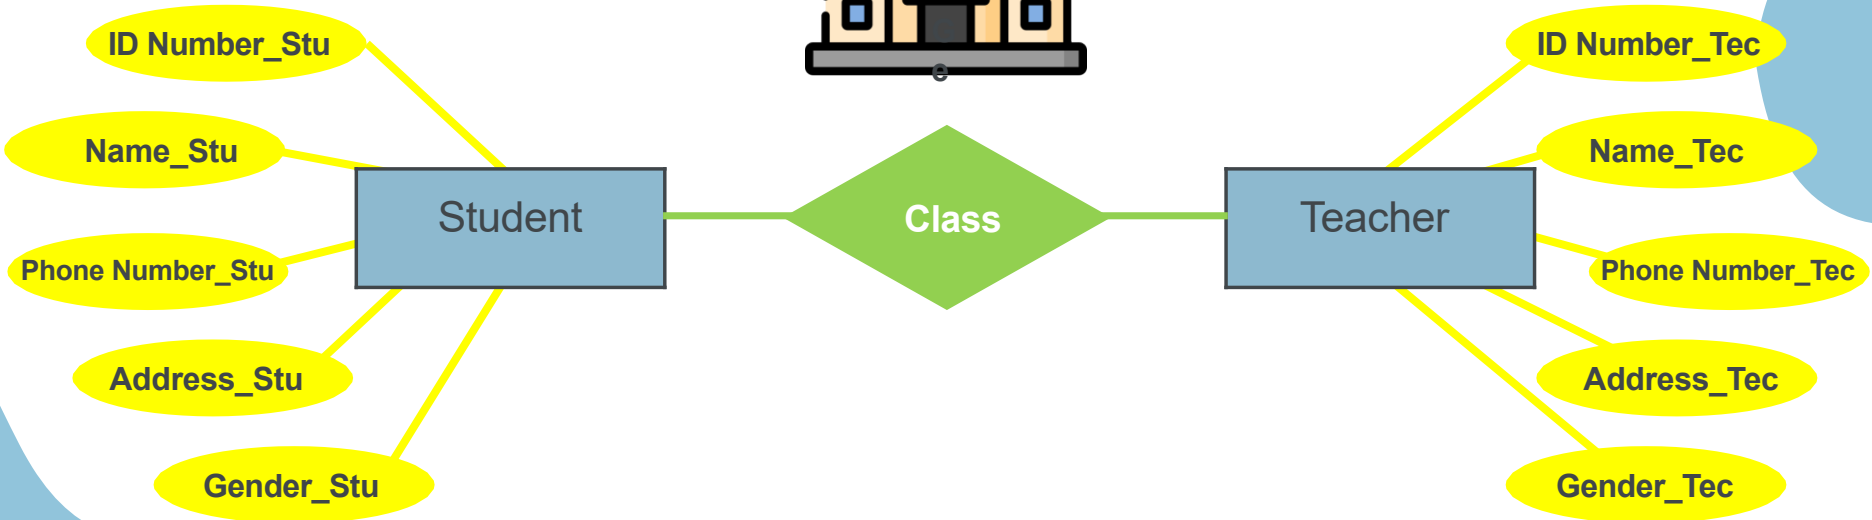 ID Number_Stu
Name_Stu
Phone Number_Stu
Address_Stu
Gender_Stu
Student
e
Class
Teacher
ID Number_Tec
Name_Tec
Phone Number_Tec
Address_Tec
Gender_Tec